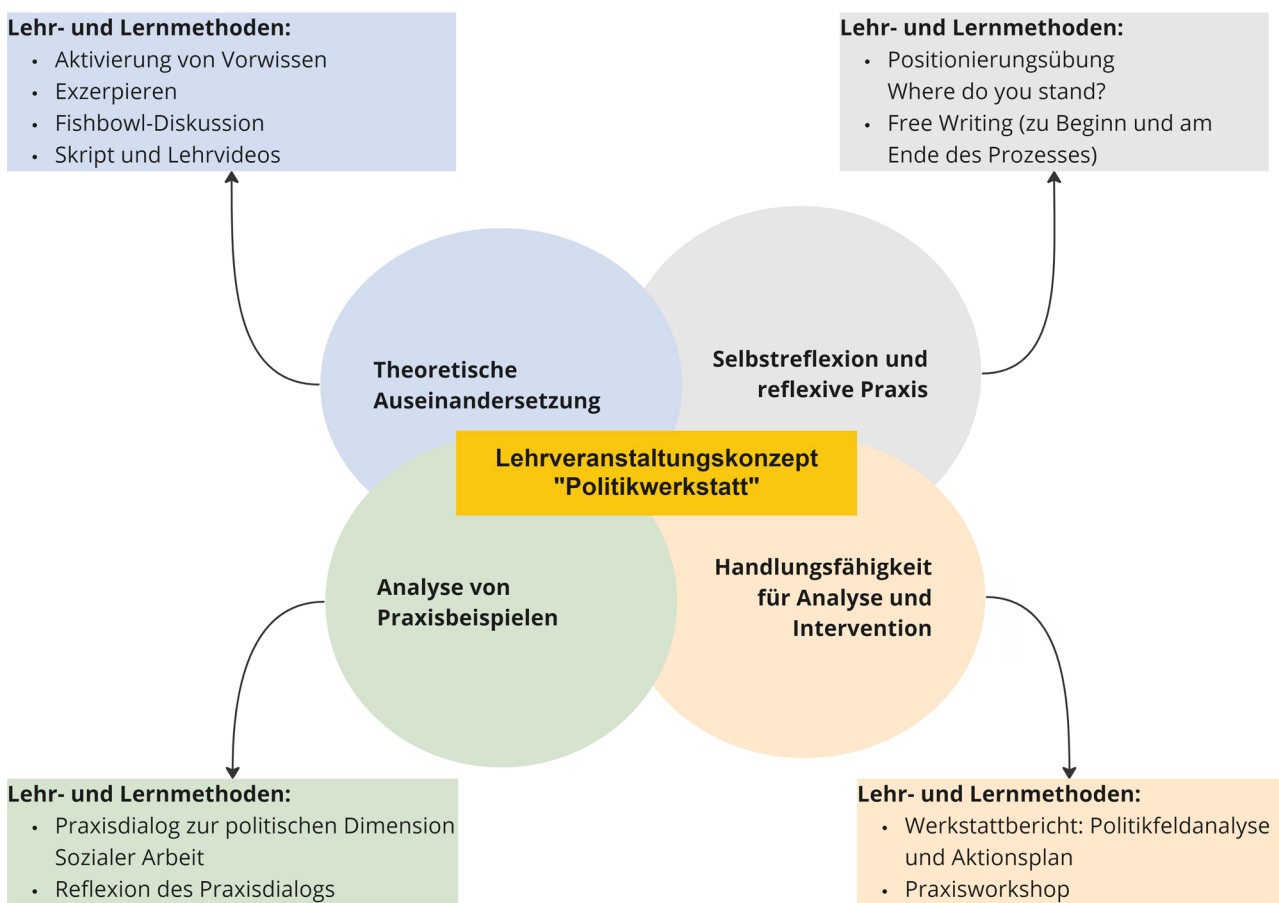 Lehr- und Lernmethoden:
• Aktivierung von Vorwissen
• Exzerpieren
• Fishbowl-Diskussion
• Skript und Lehrvideos
Lehr- und Lernmethoden:
• Positionierungsübung
Where do you stand?
• Free Writing (zu Beginn und am
Ende des Prozesses)
Theoretische
Auseinandersetzung
Selbstreflexion und
reflexive Praxis
Lehrveranstaltungskonzept
"Politikwerkstatt"
Analyse von
Praxisbeispielen
Handlungsfähigkeit
für Analyse und
Intervention
Lehr- und Lernmethoden:
• Praxisdialog zur politischen Dimension
Sozialer Arbeit
• Reflexion des Praxisdialogs
Lehr- und Lernmethoden:
• Werkstattbericht: Politikfeldanalyse
und Aktionsplan
• Praxisworkshop